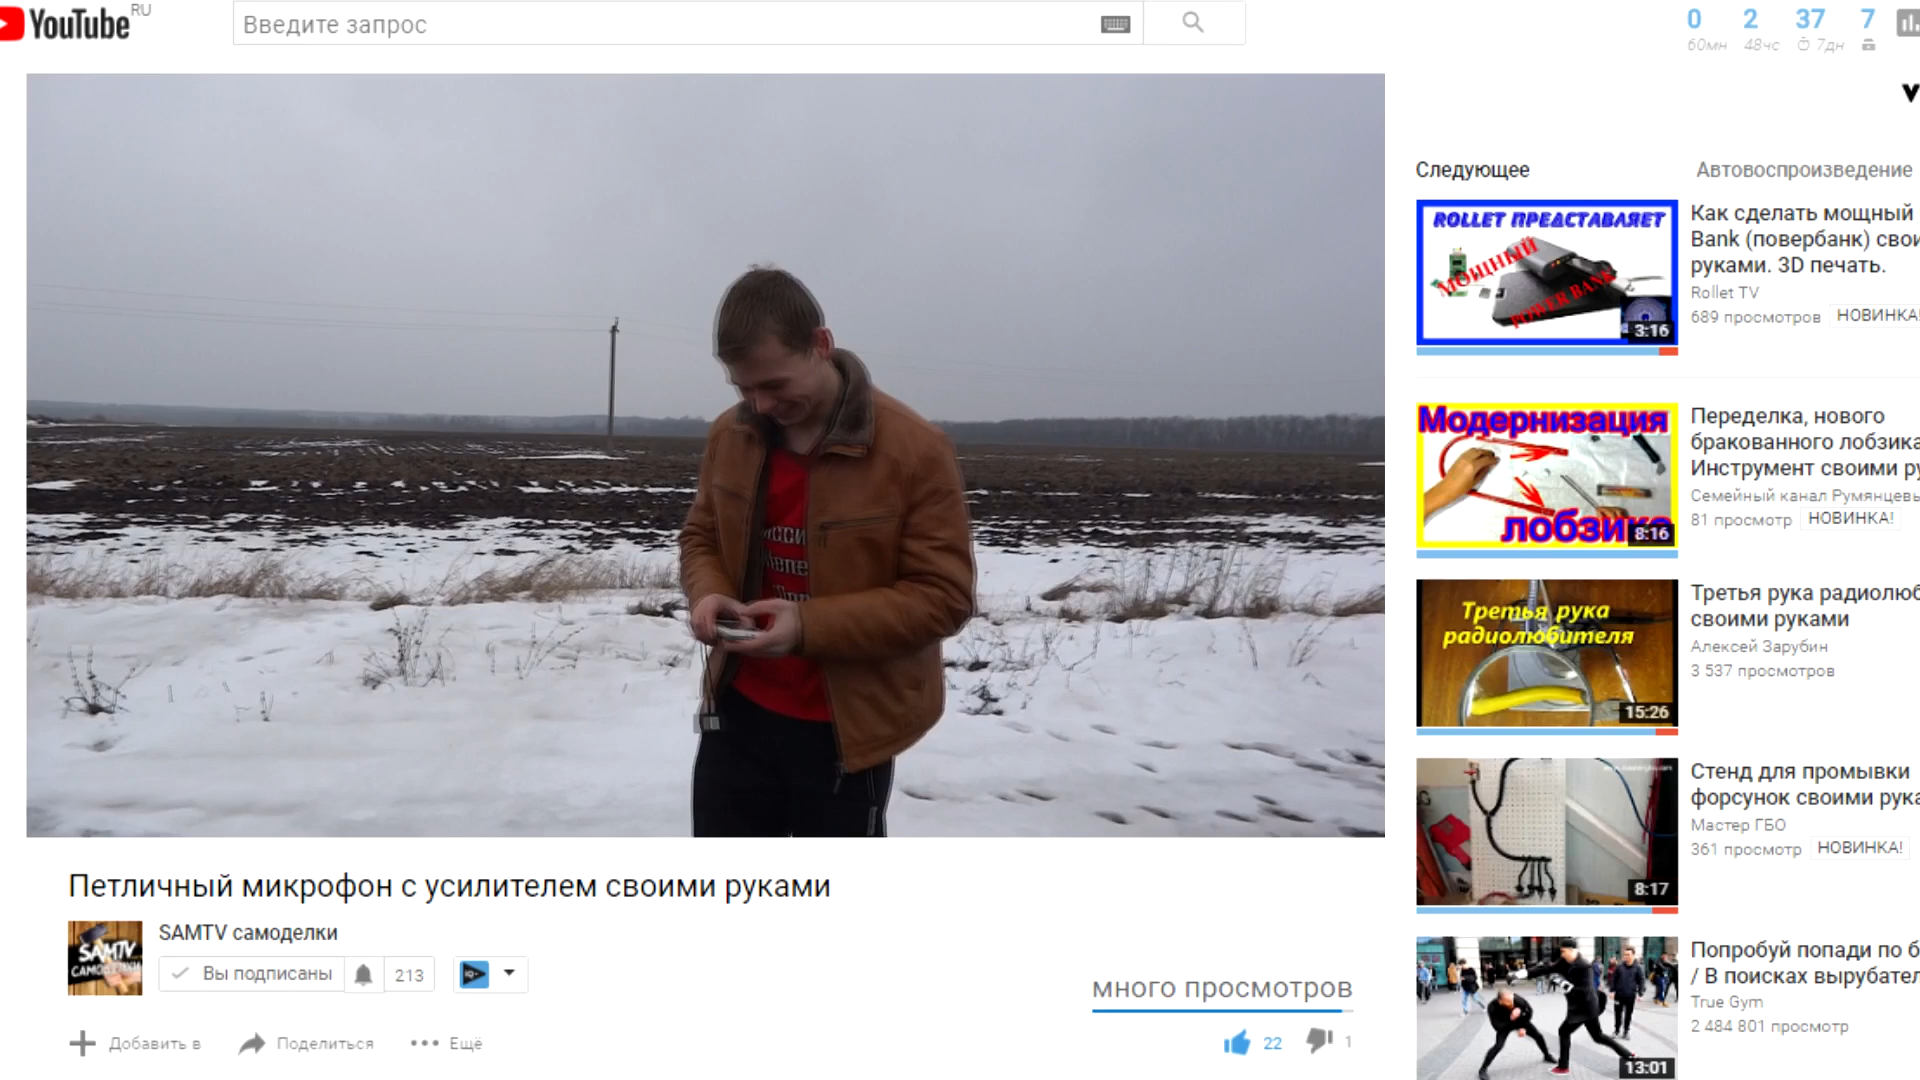 YouTube RU
Введите запрос
0 2 37 7
60мн 48чс 7дн
Следующее
Автовоспроизведение
ROLLET ПРЕДСТАВЛЯЕТ
МОЩНЫЙ
POWER BANK
3:16
Как сделать мощный
Bank (повербанк) свои
руками. 3D печать.
Rollet TV
689 просмотров НОВИНКА!
Модернизация
лобзика
8:16
Переделка, нового
бракованного лобзика
Инструмент своими ру
Семейный канал Румянцевы
81 просмотр НОВИНКА!
Третья рука
радиолюбителя
15:26
Третья рука радиолюб
своими руками
Алексей Зарубин
3 537 просмотров
8:17
Стенд для промывки
форсунок своими рука
Мастер ГБО
361 просмотр НОВИНКА!
13:01
Попробуй попади по б
/ В поисках вырубател
True Gym
2 484 801 просмотр
Петличный микрофон с усилителем своими руками
SAMTV
САМОДЕЛКИ
SAMTV самоделки
Вы подписаны 213
много просмотров
Добавить в Поделиться Ещё
22 1